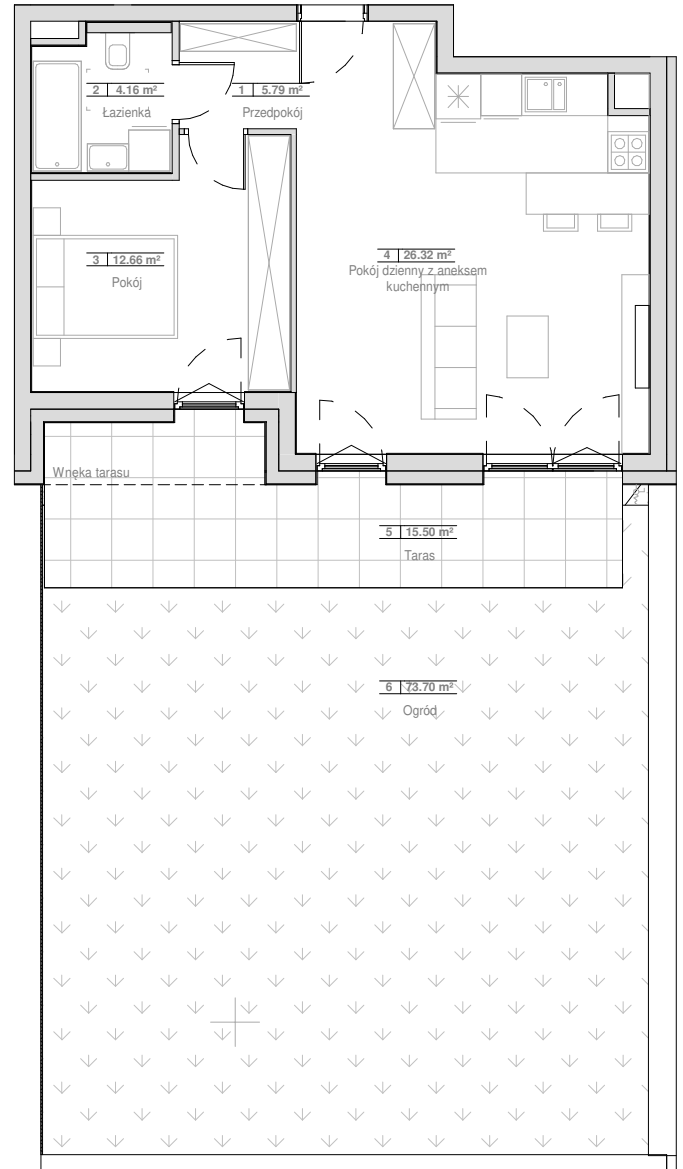 2 4.16 m²
Łazienka
1 5.79 m²
Przedpokój
3 12.66 m²
Pokój
4 26.32 m²
Pokój dzienny z aneksem
kuchennym
Wnęka tarasu
5 15.50 m²
Taras
6 73.70 m²
Ogród